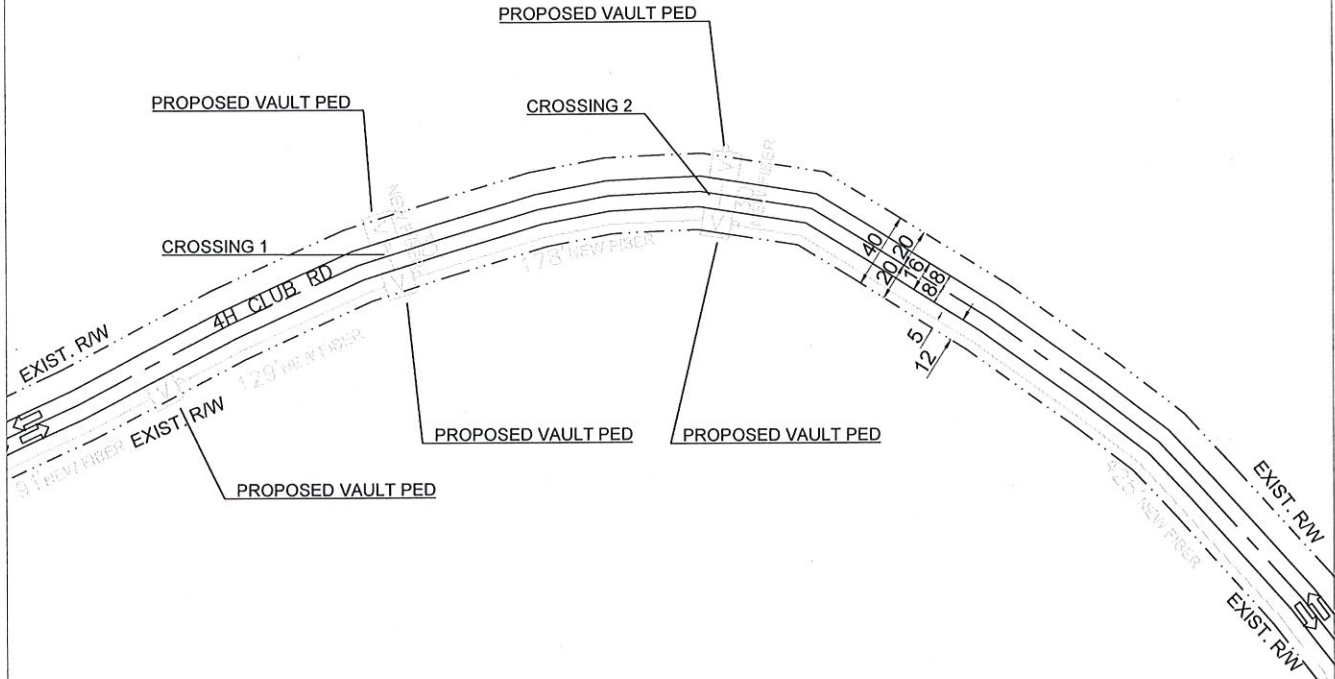 PROPOSED VAULT PED
PROPOSED VAULT PED
CROSSING 2
CROSSING 1
4H CLUB RD
178' NEW FIBER
EXIST. R/W
129' NEW FIBER
EXIST. R/W
91' NEW FIBER
PROPOSED VAULT PED
PROPOSED VAULT PED
PROPOSED VAULT PED
40
20
20
16
8
8
5
12
NEW FIBER
EXIST. R/W
EXIST. R/W